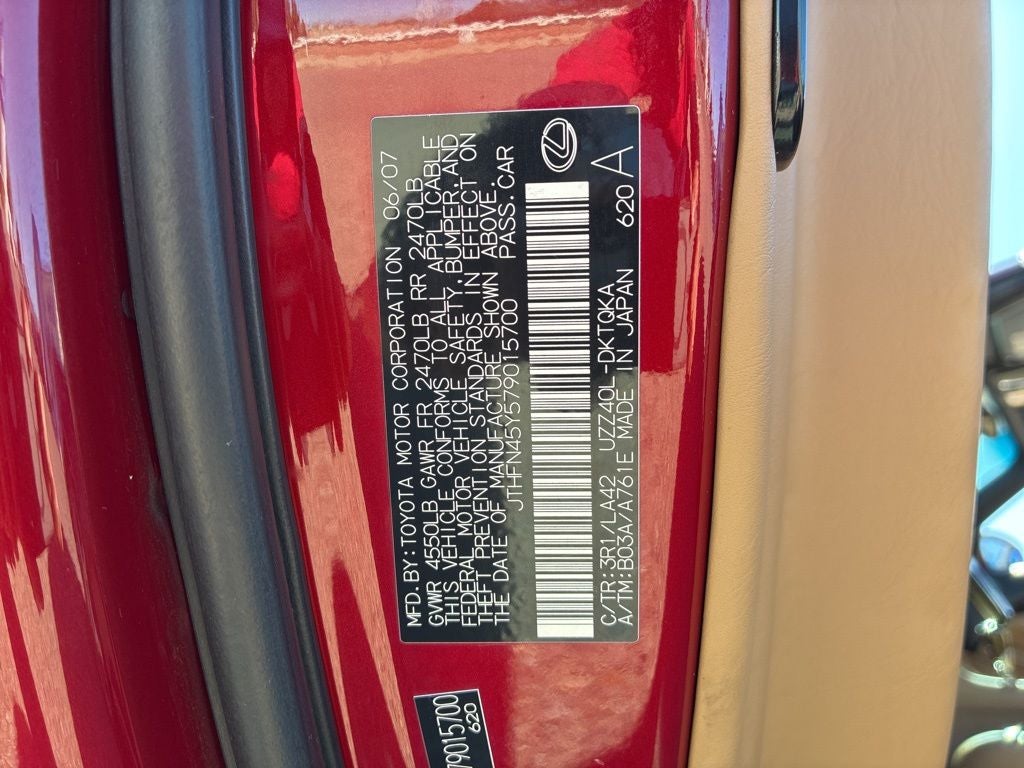 MFD.BY:TOYOTA MOTOR CORPORATION 06/07
GVWR 4550LB GAWR FR 2470LB RR 2470LB
THIS VEHICLE CONFORMS TO ALL APPLICABLE
FEDERAL MOTOR VEHICLE SAFETY, BUMPER, AND
THEFT PREVENTION STANDARDS IN EFFECT ON
THE DATE OF MANUFACTURE SHOWN ABOVE.
JTHFN45Y579015700 PASS.CAR
C/TR:3R1/LA42 UZZ40L-DKTQKA
A/TM:B03A/A761E MADE IN JAPAN 620 A
79015700
620